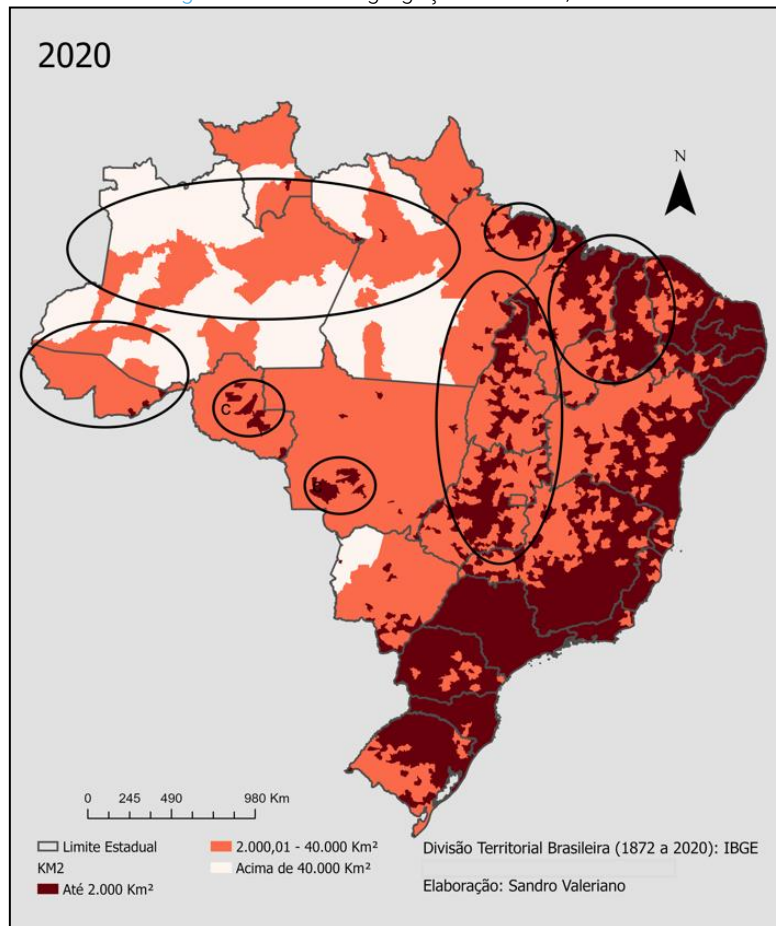 2020
N
C
0 245 490 980 Km
Limite Estadual
KM2
Até 2.000 Km²
2.000,01 - 40.000 Km²
Acima de 40.000 Km²
Divisão Territorial Brasileira (1872 a 2020): IBGE
Elaboração: Sandro Valeriano